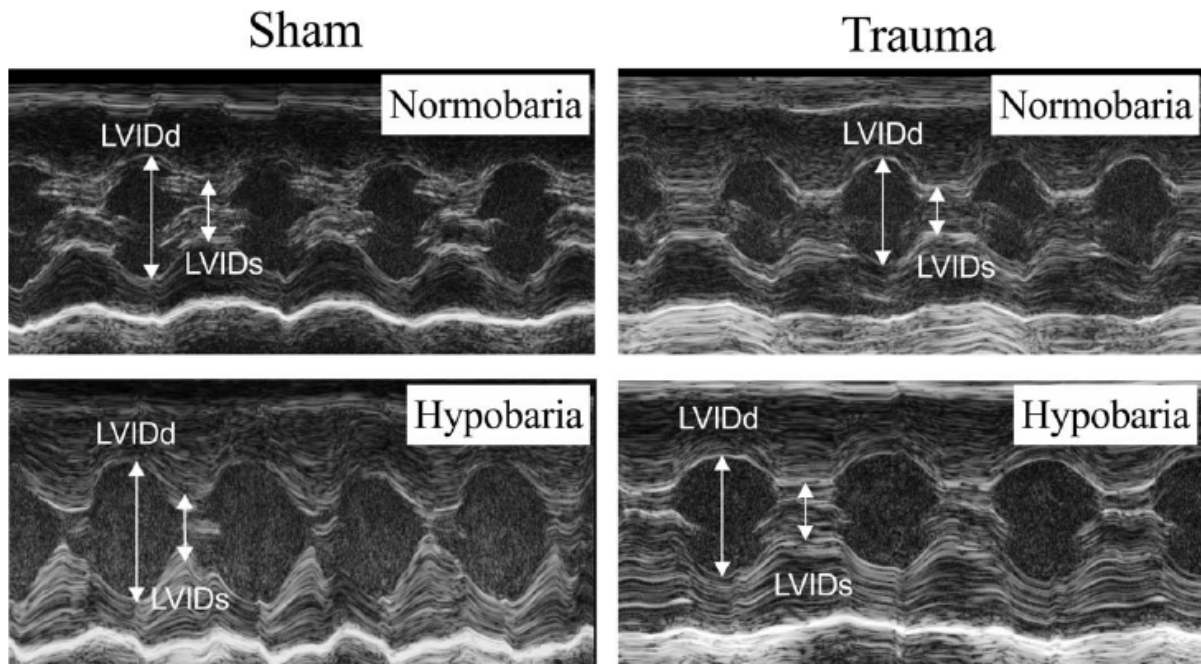 Sham
Trauma
Normobaria
LVIDd
LVIDs
Normobaria
LVIDd
LVIDs
Hypobaria
LVIDd
LVIDs
Hypobaria
LVIDd
LVIDs